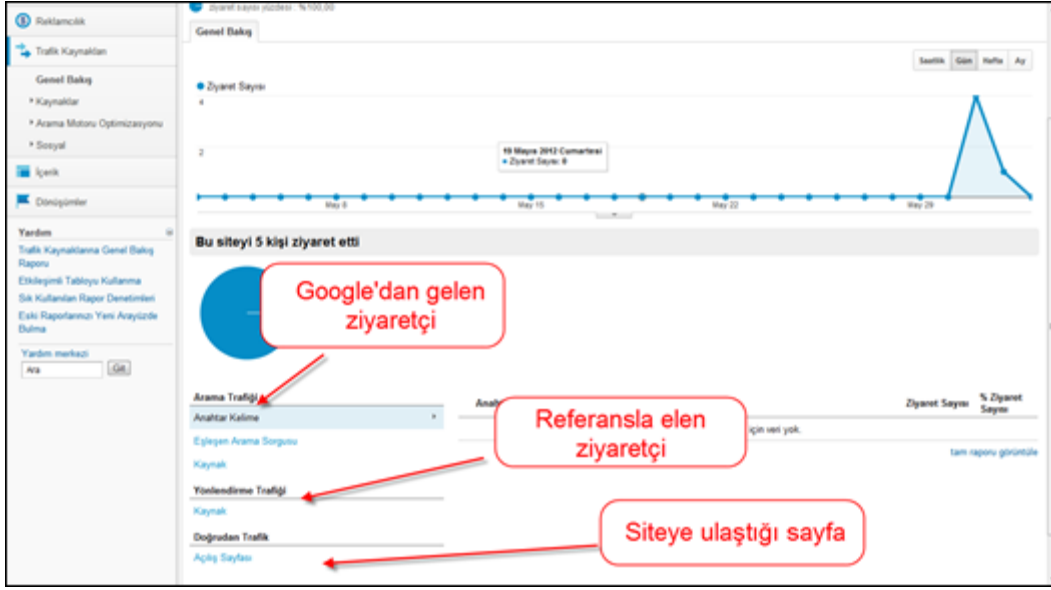 Reklamcılık
Trafik Kaynakları
Genel Bakış
Kaynaklar
Arama Motoru Optimizasyonu
Sosyal
İçerik
Dönüşümler
Yardım
Trafik Kaynaklarına Genel Bakış
Raporu
Etkileşimli Tabloyu Kullanma
Sık Kullanılan Rapor Denetimleri
Eski Raporlarınızı Yeni Arayüzde
Bulma
Yardım merkezi
Ara
Git
ziyaret sayısı yüzdesi: %100,00
Genel Bakış
Saatlik Gün Hafta Ay
Ziyaret Sayısı
4
2
19 Mayıs 2012 Cumartesi
Ziyaret Sayısı: 0
May 8 May 15 May 22 May 29
Bu siteyi 5 kişi ziyaret etti
Google'dan gelen
ziyaretçi
Arama Trafiği
Anahtar Kelime
Eşleşen Arama Sorgusu
Kaynak
Yönlendirme Trafiği
Kaynak
Doğrudan Trafik
Açılış Sayfası
Ziyaret Sayısı
% Ziyaret
Sayısı
Referansla elen
ziyaretçi
için veri yok.
tam raporu görüntüle
Siteye ulaştığı sayfa